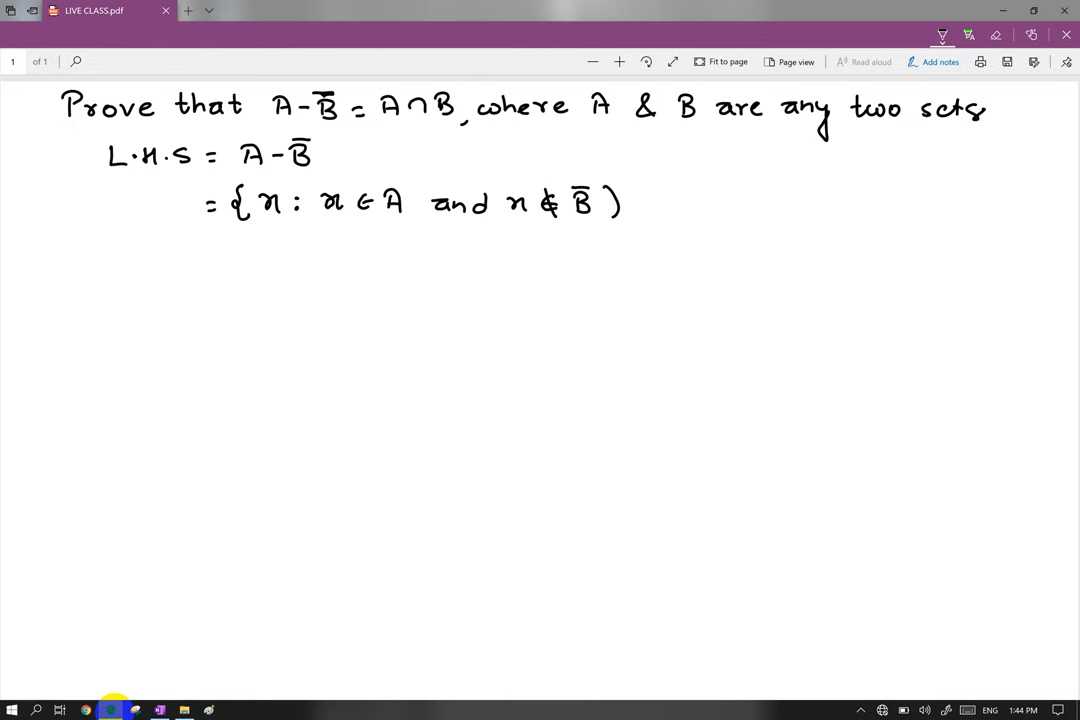 LIVE CLASS.pdf
1 of 1 Fit to page Page view Read aloud Add notes
Prove that A - B̅ = A ∩ B, where A & B are any two sets
L.H.S = A - B̅
= { x : x ∈ A and x ∉ B̅ )
ENG 1:44 PM